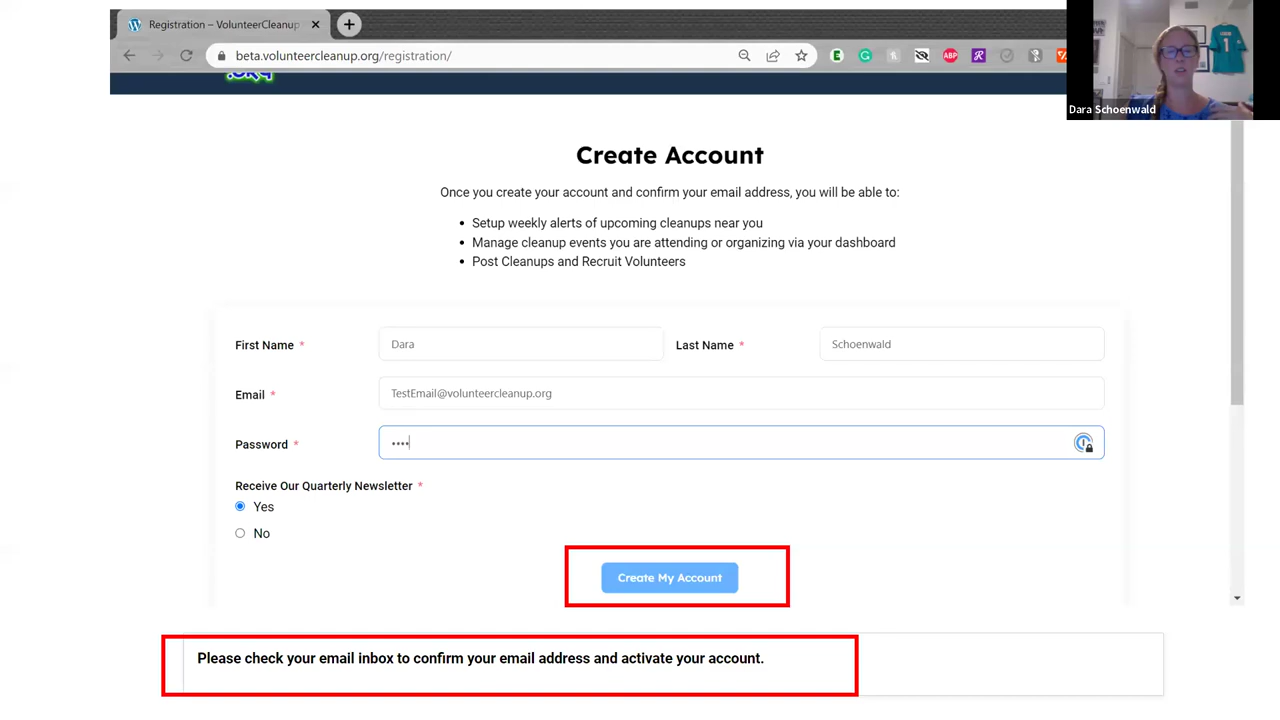 Registration – VolunteerCleanup
beta.volunteercleanup.org/registration/
ABP
.ORG
1
Dara Schoenwald
Create Account
Once you create your account and confirm your email address, you will be able to:
• Setup weekly alerts of upcoming cleanups near you
• Manage cleanup events you are attending or organizing via your dashboard
• Post Cleanups and Recruit Volunteers
First Name * Dara Last Name * Schoenwald
Email * TestEmail@volunteercleanup.org
Password * ••••
Receive Our Quarterly Newsletter *
Yes
No
Create My Account
Please check your email inbox to confirm your email address and activate your account.